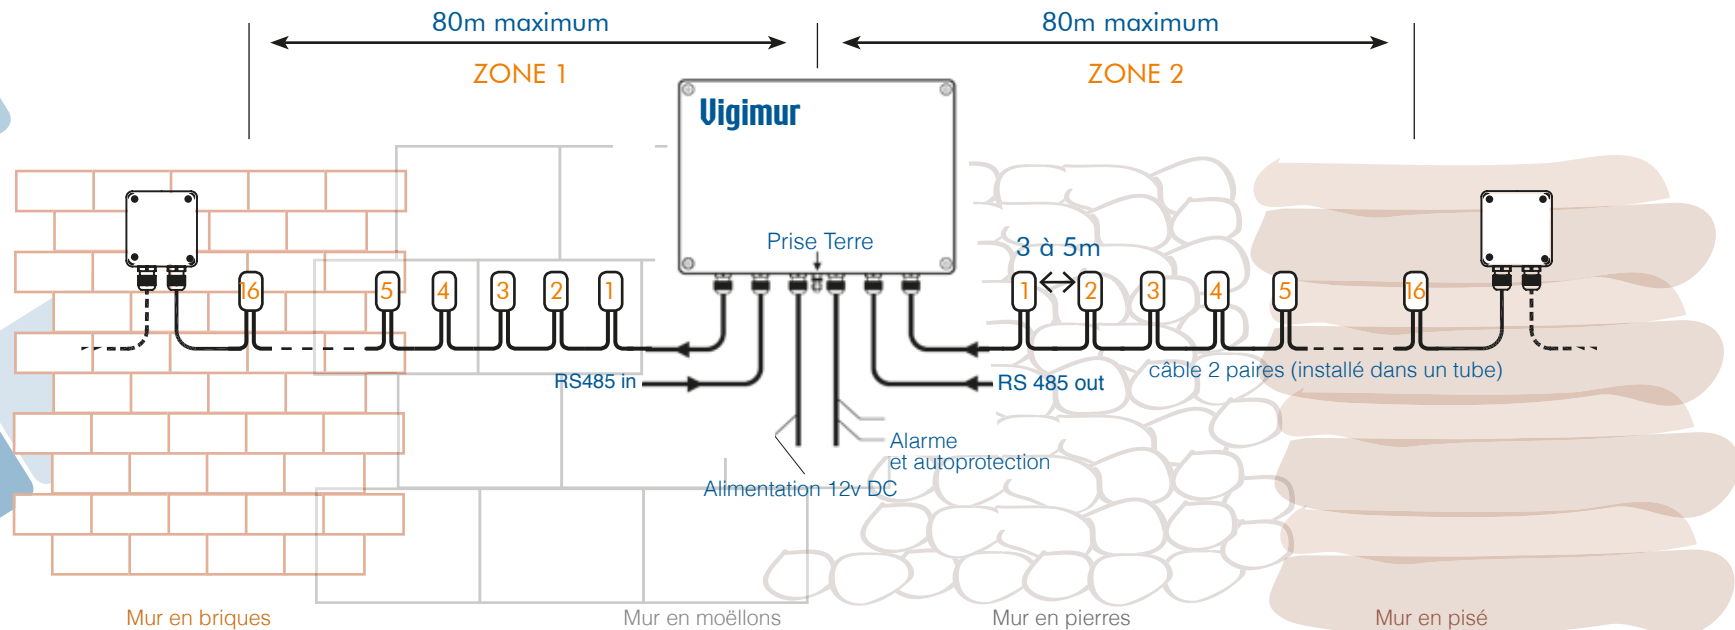 80m maximum
80m maximum
ZONE 1
ZONE 2
Vigimur
Prise Terre
3 à 5m
16
5
4
3
2
1
1
2
3
4
5
16
RS485 in
RS 485 out
câble 2 paires (installé dans un tube)
Alarme
et autoprotection
Alimentation 12v DC
Mur en briques
Mur en moëllons
Mur en pierres
Mur en pisé